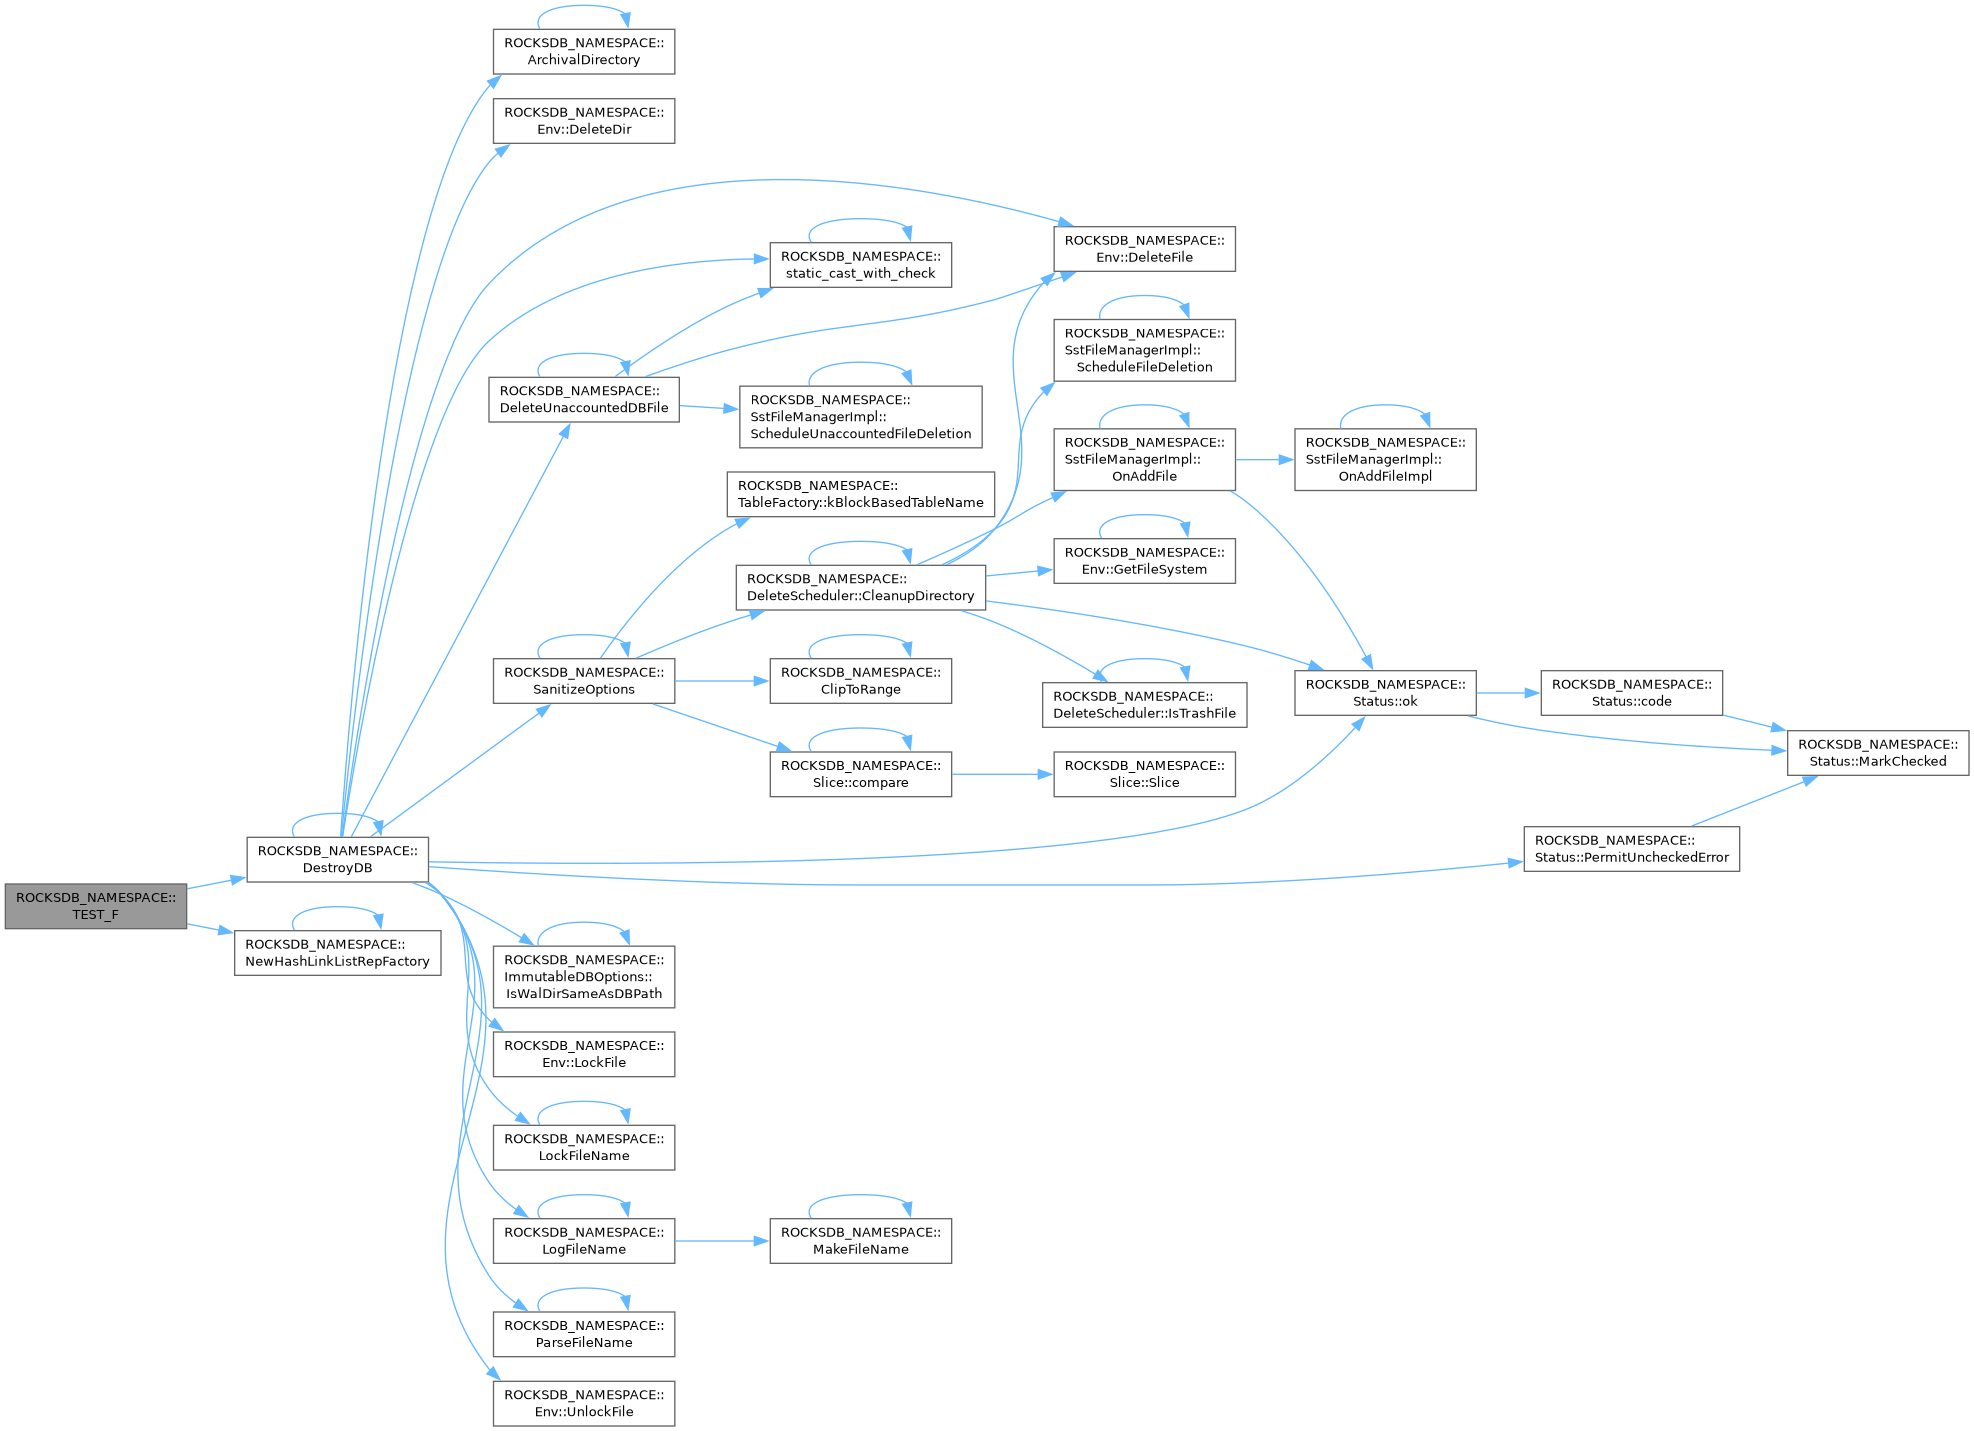 ROCKSDB_NAMESPACE::
TEST_F
ROCKSDB_NAMESPACE::
DestroyDB
ROCKSDB_NAMESPACE::
NewHashLinkListRepFactory
ROCKSDB_NAMESPACE::
ArchivalDirectory
ROCKSDB_NAMESPACE::
Env::DeleteDir
ROCKSDB_NAMESPACE::
DeleteUnaccountedDBFile
ROCKSDB_NAMESPACE::
SanitizeOptions
ROCKSDB_NAMESPACE::
ImmutableDBOptions::
IsWalDirSameAsDBPath
ROCKSDB_NAMESPACE::
Env::LockFile
ROCKSDB_NAMESPACE::
LockFileName
ROCKSDB_NAMESPACE::
LogFileName
ROCKSDB_NAMESPACE::
ParseFileName
ROCKSDB_NAMESPACE::
Env::UnlockFile
ROCKSDB_NAMESPACE::
static_cast_with_check
ROCKSDB_NAMESPACE::
SstFileManagerImpl::
ScheduleUnaccountedFileDeletion
ROCKSDB_NAMESPACE::
TableFactory::kBlockBasedTableName
ROCKSDB_NAMESPACE::
DeleteScheduler::CleanupDirectory
ROCKSDB_NAMESPACE::
ClipToRange
ROCKSDB_NAMESPACE::
Slice::compare
ROCKSDB_NAMESPACE::
MakeFileName
ROCKSDB_NAMESPACE::
Env::DeleteFile
ROCKSDB_NAMESPACE::
SstFileManagerImpl::
ScheduleFileDeletion
ROCKSDB_NAMESPACE::
SstFileManagerImpl::
OnAddFile
ROCKSDB_NAMESPACE::
Env::GetFileSystem
ROCKSDB_NAMESPACE::
DeleteScheduler::IsTrashFile
ROCKSDB_NAMESPACE::
Slice::Slice
ROCKSDB_NAMESPACE::
SstFileManagerImpl::
OnAddFileImpl
ROCKSDB_NAMESPACE::
Status::ok
ROCKSDB_NAMESPACE::
Status::code
ROCKSDB_NAMESPACE::
Status::PermitUncheckedError
ROCKSDB_NAMESPACE::
Status::MarkChecked